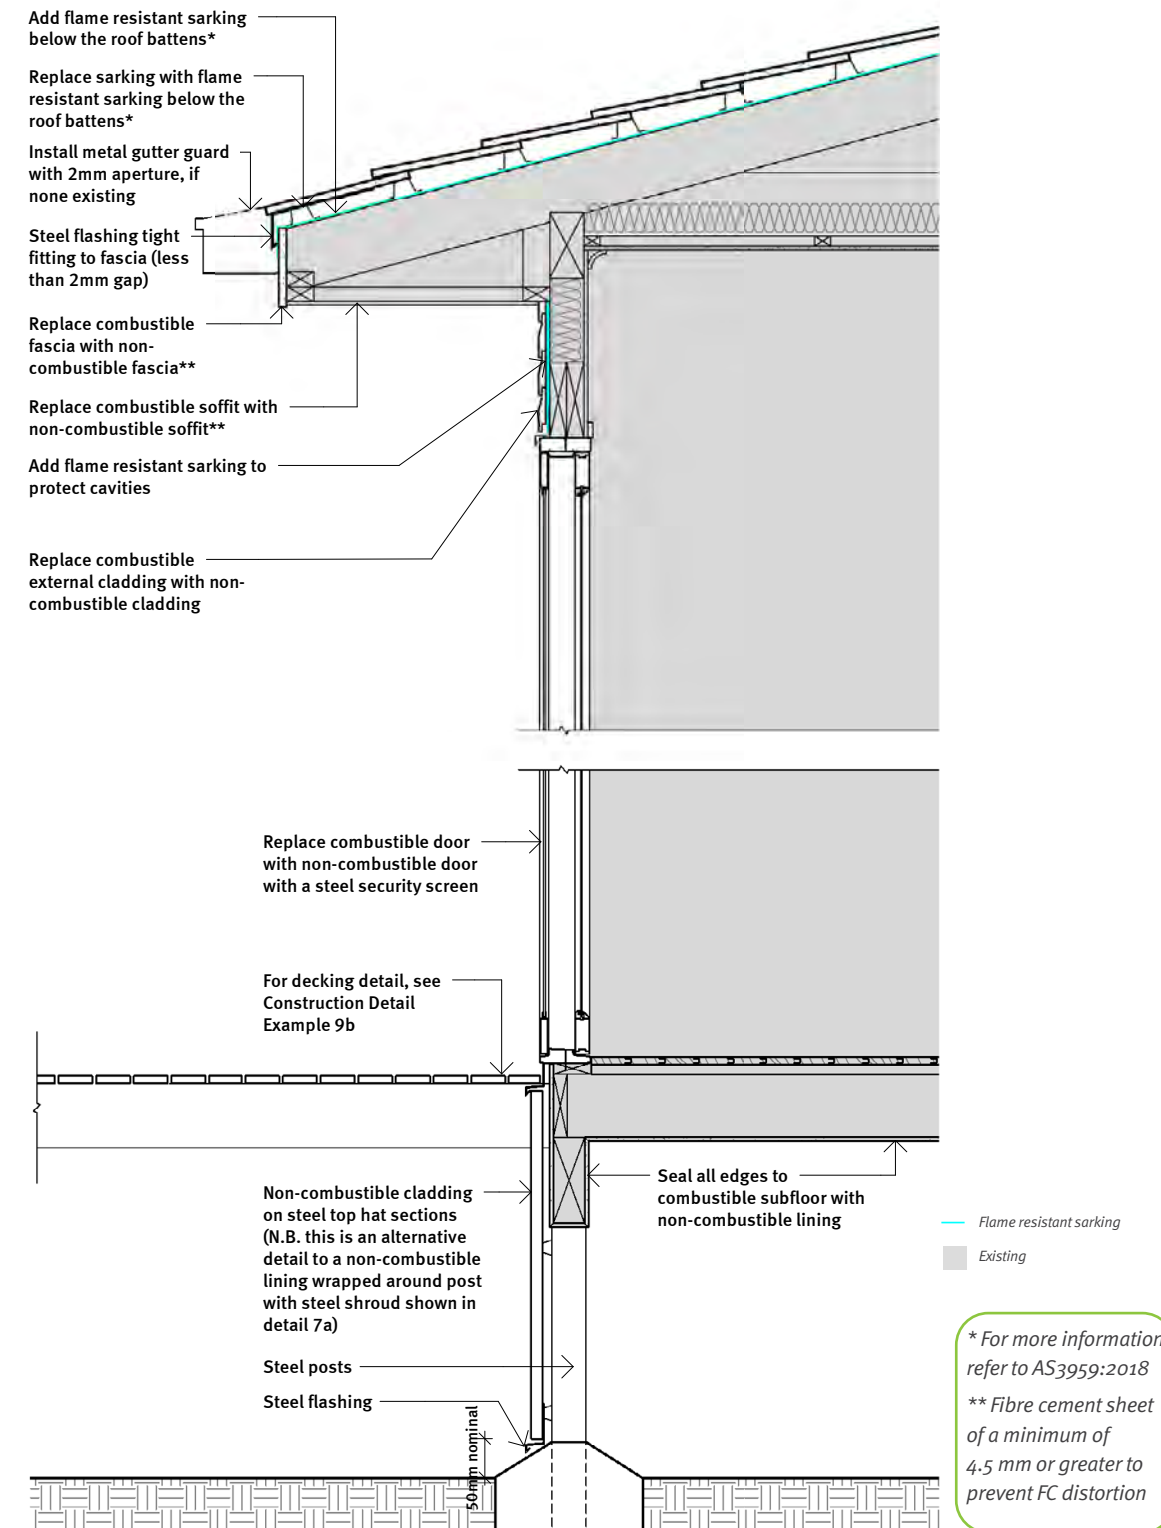 Add flame resistant sarking
below the roof battens*
Replace sarking with flame
resistant sarking below the
roof battens*
Install metal gutter guard
with 2mm aperture, if
none existing
Steel flashing tight
fitting to fascia (less
than 2mm gap)
Replace combustible
fascia with non-
combustible fascia**
Replace combustible soffit with
non-combustible soffit**
Add flame resistant sarking to
protect cavities
Replace combustible
external cladding with non-
combustible cladding
Replace combustible door
with non-combustible door
with a steel security screen
For decking detail, see
Construction Detail
Example 9b
Non-combustible cladding
on steel top hat sections
(N.B. this is an alternative
detail to a non-combustible
lining wrapped around post
with steel shroud shown in
detail 7a)
Steel posts
Steel flashing
50mm nominal
Seal all edges to
combustible subfloor with
non-combustible lining
Flame resistant sarking
Existing
* For more information
refer to AS3959:2018
** Fibre cement sheet
of a minimum of
4.5 mm or greater to
prevent FC distortion